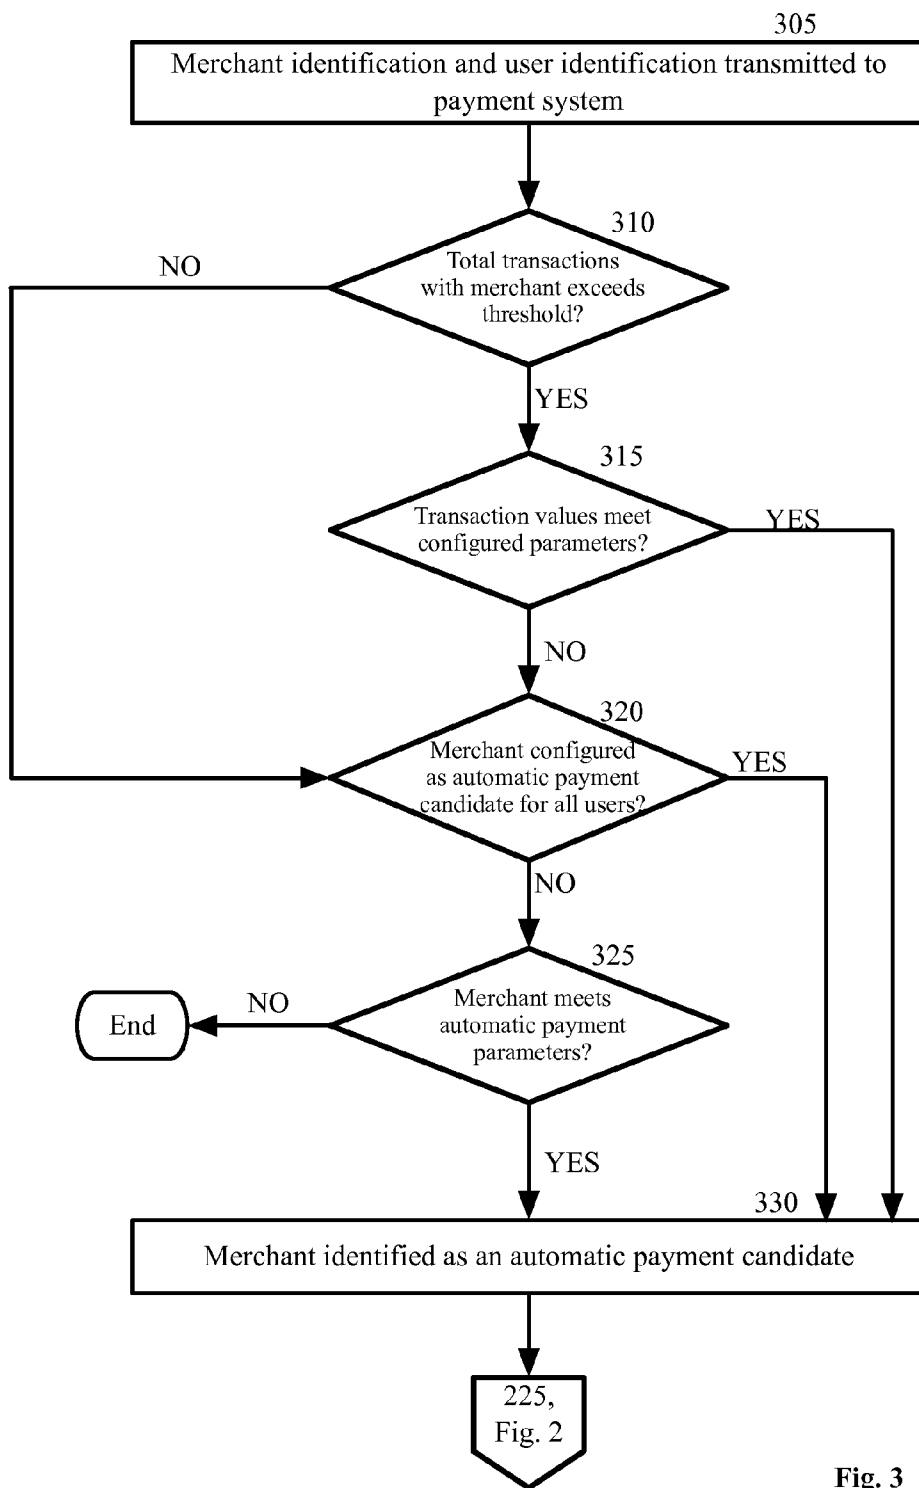 305
Merchant identification and user identification transmitted to
payment system
310
Total transactions
with merchant exceeds
threshold?
NO
YES
315
Transaction values meet
configured parameters?
YES
NO
320
Merchant configured
as automatic payment
candidate for all users?
YES
NO
325
Merchant meets
automatic payment
parameters?
NO
End
YES
330
Merchant identified as an automatic payment candidate
225,
Fig. 2
Fig. 3